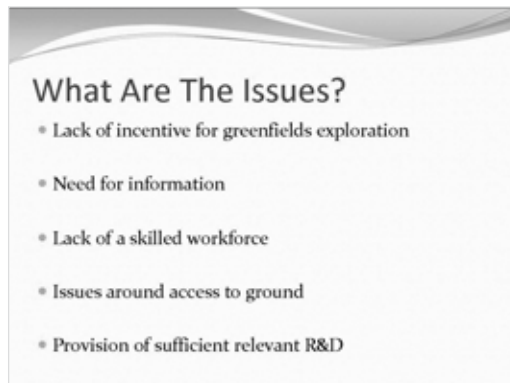 What Are The Issues?
Lack of incentive for greenfields exploration
Need for information
Lack of a skilled workforce
Issues around access to ground
Provision of sufficient relevant R&D